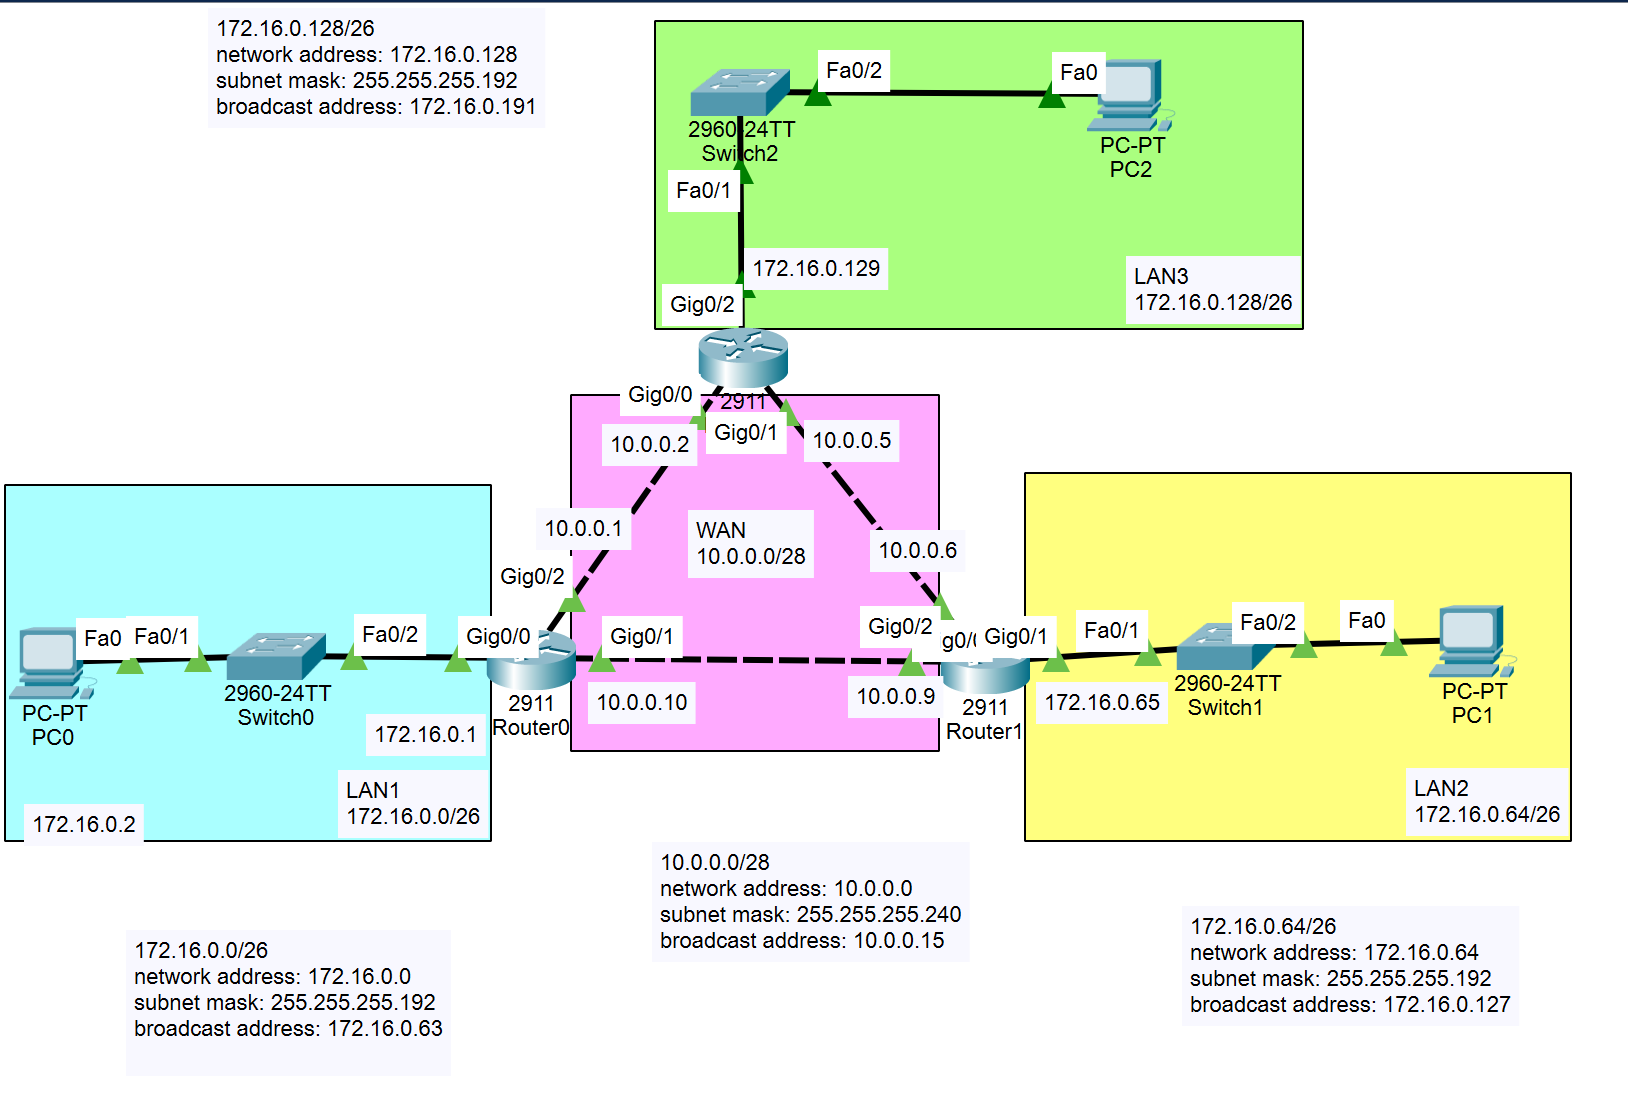 172.16.0.128/26
network address: 172.16.0.128
subnet mask: 255.255.255.192
broadcast address: 172.16.0.191
Fa0/2
Fa0
2960-24TT
Switch2
PC-PT
PC2
Fa0/1
172.16.0.129
Gig0/2
LAN3
172.16.0.128/26
Gig0/0
2911
Gig0/1
10.0.0.2
10.0.0.5
10.0.0.1
WAN
10.0.0.0/28
10.0.0.6
Gig0/2
Fa0
Fa0/1
Fa0/2
Gig0/0
Gig0/1
Gig0/2
Gig0/1
Fa0/1
Fa0/2
Fa0
PC-PT
PC0
2960-24TT
Switch0
2911
Router0
10.0.0.10
10.0.0.9
2911
Router1
172.16.0.65
2960-24TT
Switch1
PC-PT
PC1
172.16.0.1
LAN1
172.16.0.0/26
172.16.0.2
LAN2
172.16.0.64/26
10.0.0.0/28
network address: 10.0.0.0
subnet mask: 255.255.255.240
broadcast address: 10.0.0.15
172.16.0.0/26
network address: 172.16.0.0
subnet mask: 255.255.255.192
broadcast address: 172.16.0.63
172.16.0.64/26
network address: 172.16.0.64
subnet mask: 255.255.255.192
broadcast address: 172.16.0.127